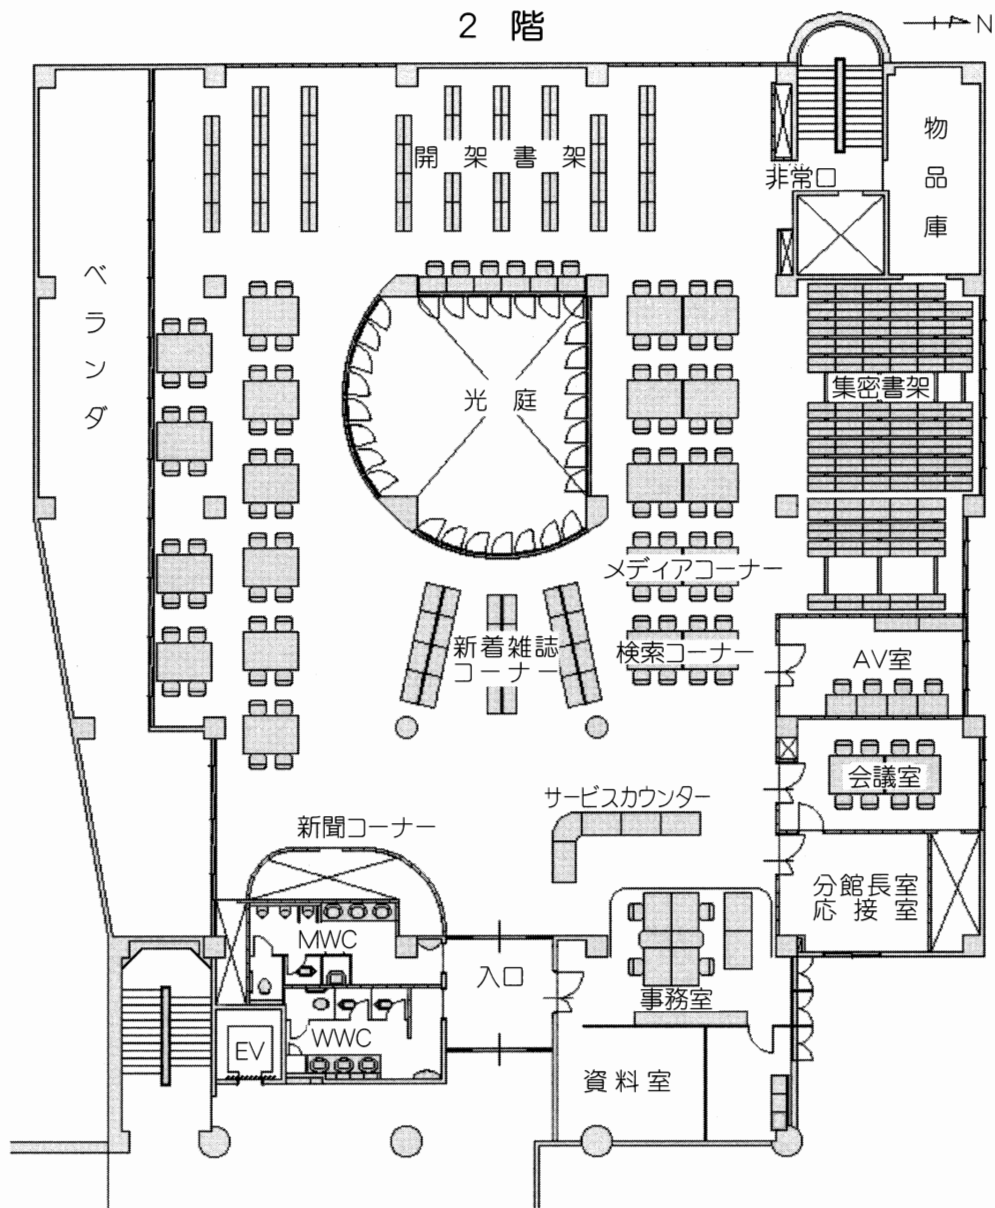 2 階
N
物品庫
開架書架
非常口
ベランダ
集密書架
光庭
メディアコーナー
新着雑誌
コーナー
検索コーナー
AV室
会議室
サービスカウンター
新聞コーナー
分館長室
応接室
MWC
入口
事務室
WWC
EV
資料室